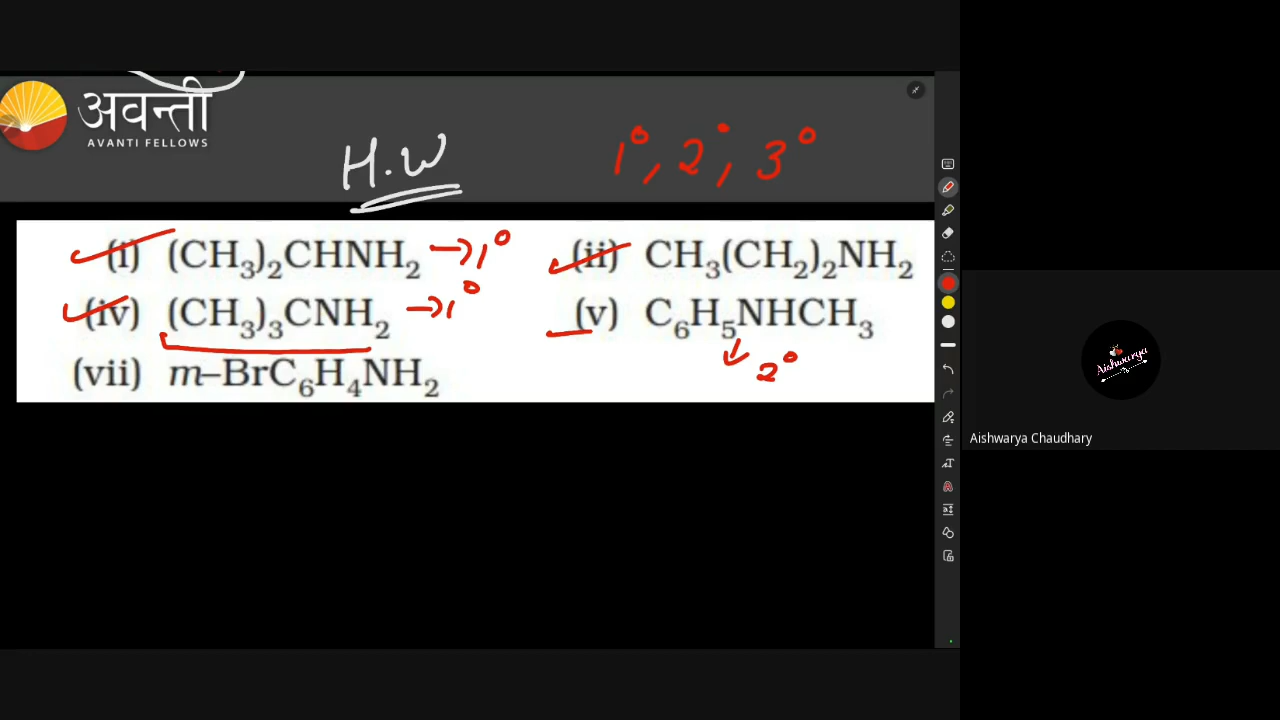 अवन्ती
AVANTI FELLOWS
H.W
1°, 2°, 3°
(i) (CH₃)₂CHNH₂ → 1°
(ii) CH₃(CH₂)₂NH₂
(iv) (CH₃)₃CNH₂ → 1°
(v) C₆H₅NHCH₃
2°
(vii) m–BrC₆H₄NH₂
Aishwarya
Aishwarya Chaudhary